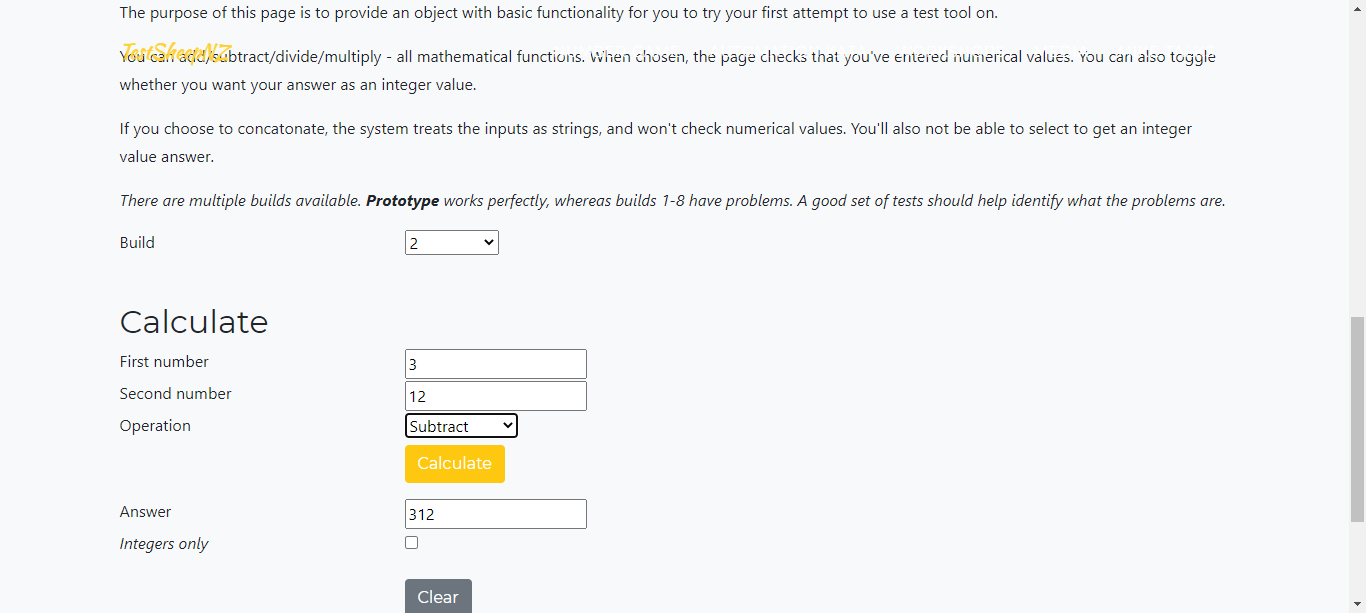 The purpose of this page is to provide an object with basic functionality for you to try your first attempt to use a test tool on.
TestSheepNZ
You can add/subtract/divide/multiply - all mathematical functions. When chosen, the page checks that you've entered numerical values. You can also toggle
whether you want your answer as an integer value.
If you choose to concatonate, the system treats the inputs as strings, and won't check numerical values. You'll also not be able to select to get an integer
value answer.
There are multiple builds available. Prototype works perfectly, whereas builds 1-8 have problems. A good set of tests should help identify what the problems are.
Build 2
Calculate
First number 3
Second number 12
Operation Subtract
Calculate
Answer 312
Integers only
Clear